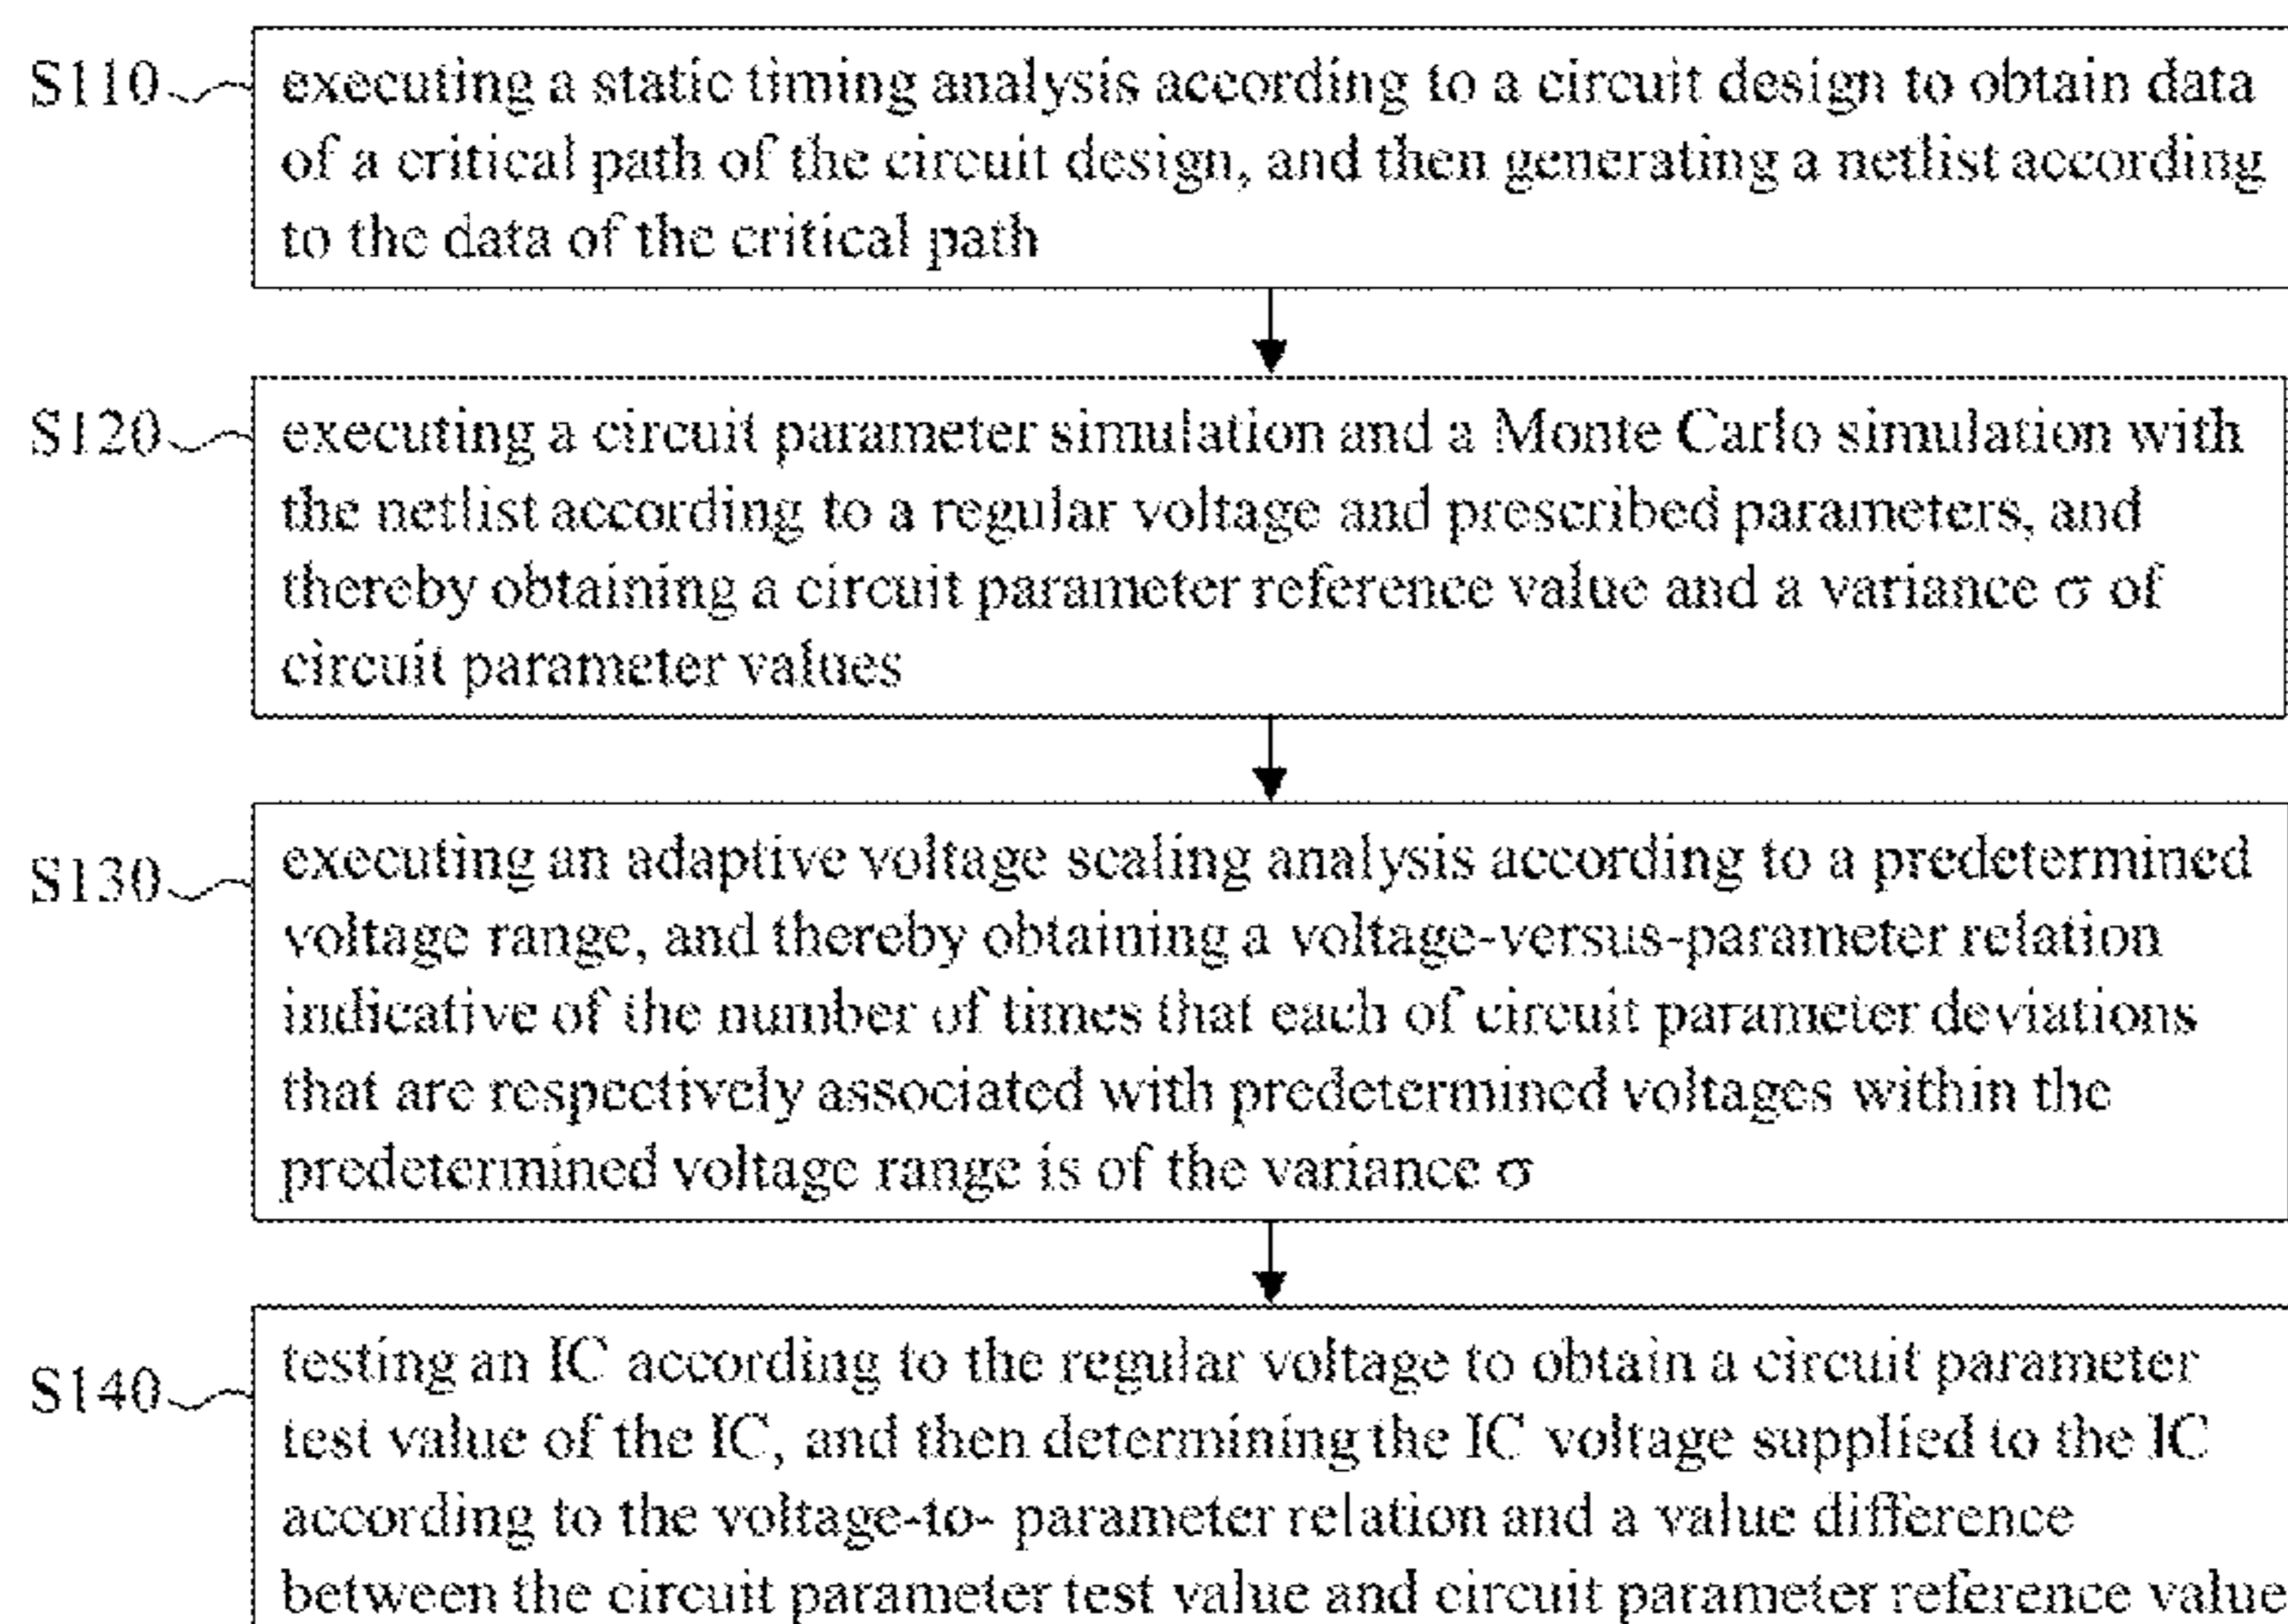 S110 executing a static timing analysis according to a circuit design to obtain data
of a critical path of the circuit design, and then generating a netlist according
to the data of the critical path
S120 executing a circuit parameter simulation and a Monte Carlo simulation with
the netlist according to a regular voltage and prescribed parameters, and
thereby obtaining a circuit parameter reference value and a variance σ of
circuit parameter values
S130 executing an adaptive voltage scaling analysis according to a predetermined
voltage range, and thereby obtaining a voltage-versus-parameter relation
indicative of the number of times that each of circuit parameter deviations
that are respectively associated with predetermined voltages within the
predetermined voltage range is of the variance σ
S140 testing an IC according to the regular voltage to obtain a circuit parameter
test value of the IC, and then determining the IC voltage supplied to the IC
according to the voltage-to- parameter relation and a value difference
between the circuit parameter test value and circuit parameter reference value